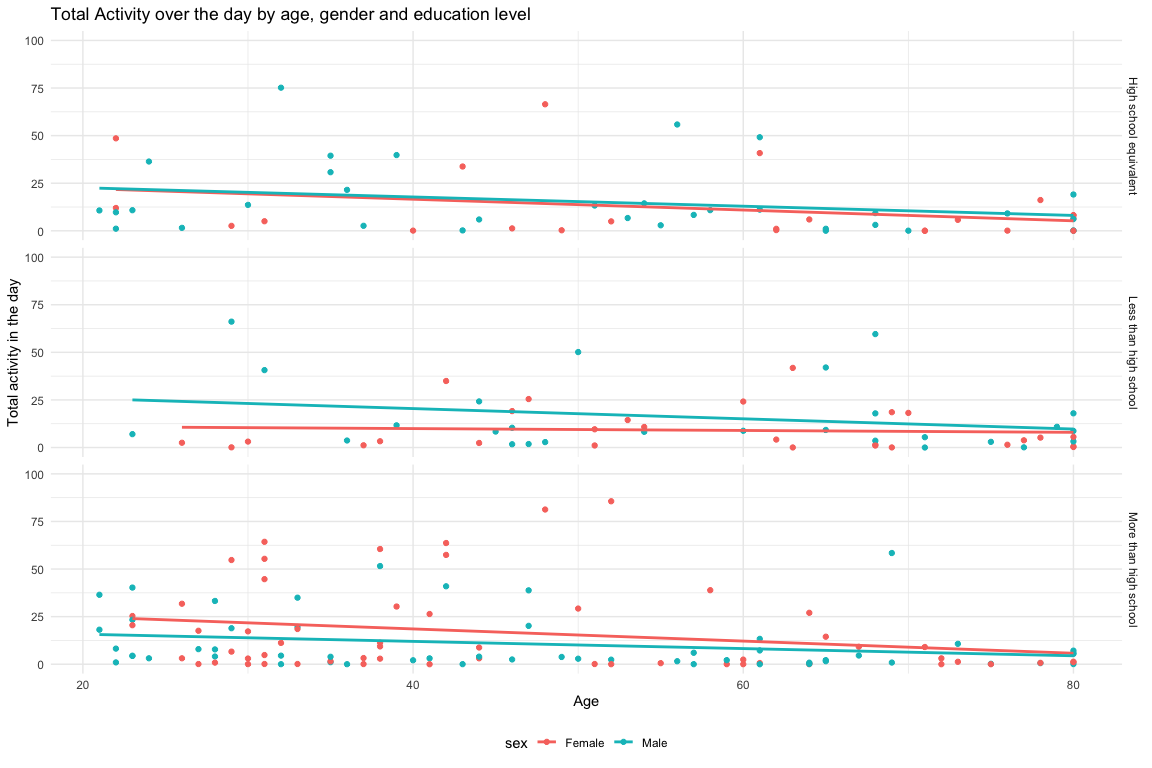 Total Activity over the day by age, gender and education level
100
75
50
25
0
High school equivalent
100
75
50
25
0
Less than high school
100
75
50
25
0
More than high school
Total activity in the day
20 40 60 80
Age
sex Female Male